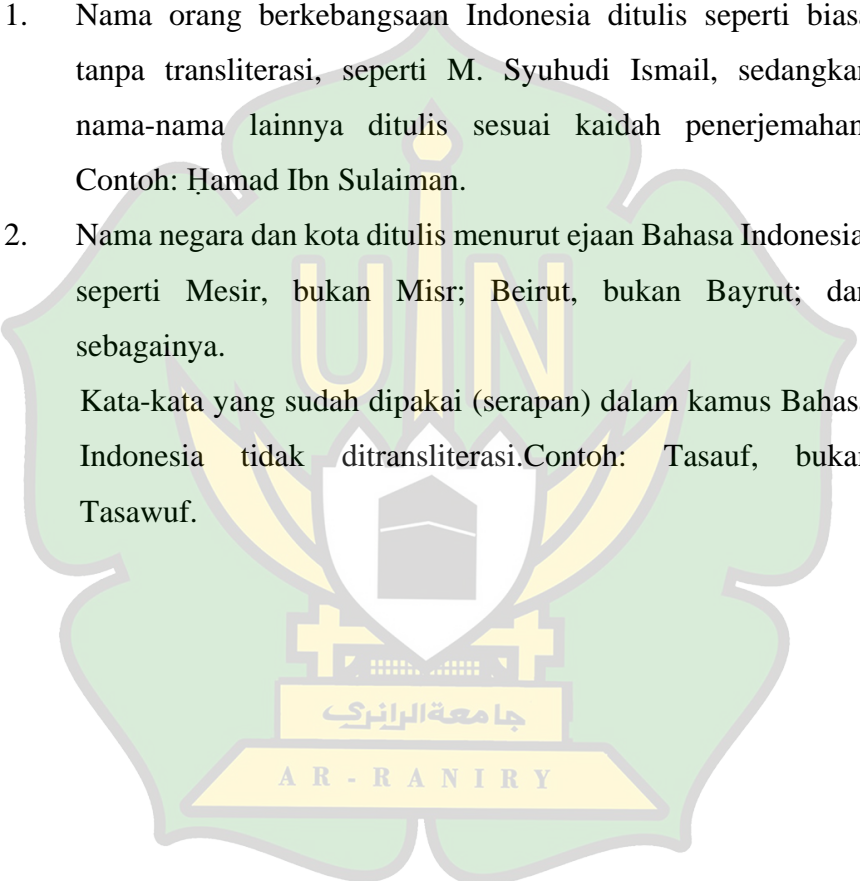 1. Nama orang berkebangsaan Indonesia ditulis seperti biasa
tanpa transliterasi, seperti M. Syuhudi Ismail, sedangkan
nama-nama lainnya ditulis sesuai kaidah penerjemahan
Contoh: Ḥamad Ibn Sulaiman.
2. Nama negara dan kota ditulis menurut ejaan Bahasa Indonesia
seperti Mesir, bukan Misr; Beirut, bukan Bayrut; dan
sebagainya.
Kata-kata yang sudah dipakai (serapan) dalam kamus Bahasa
Indonesia tidak ditransliterasi.Contoh: Tasauf, bukan
Tasawuf.
UIN
جامعة الرانري
AR-RANIRY